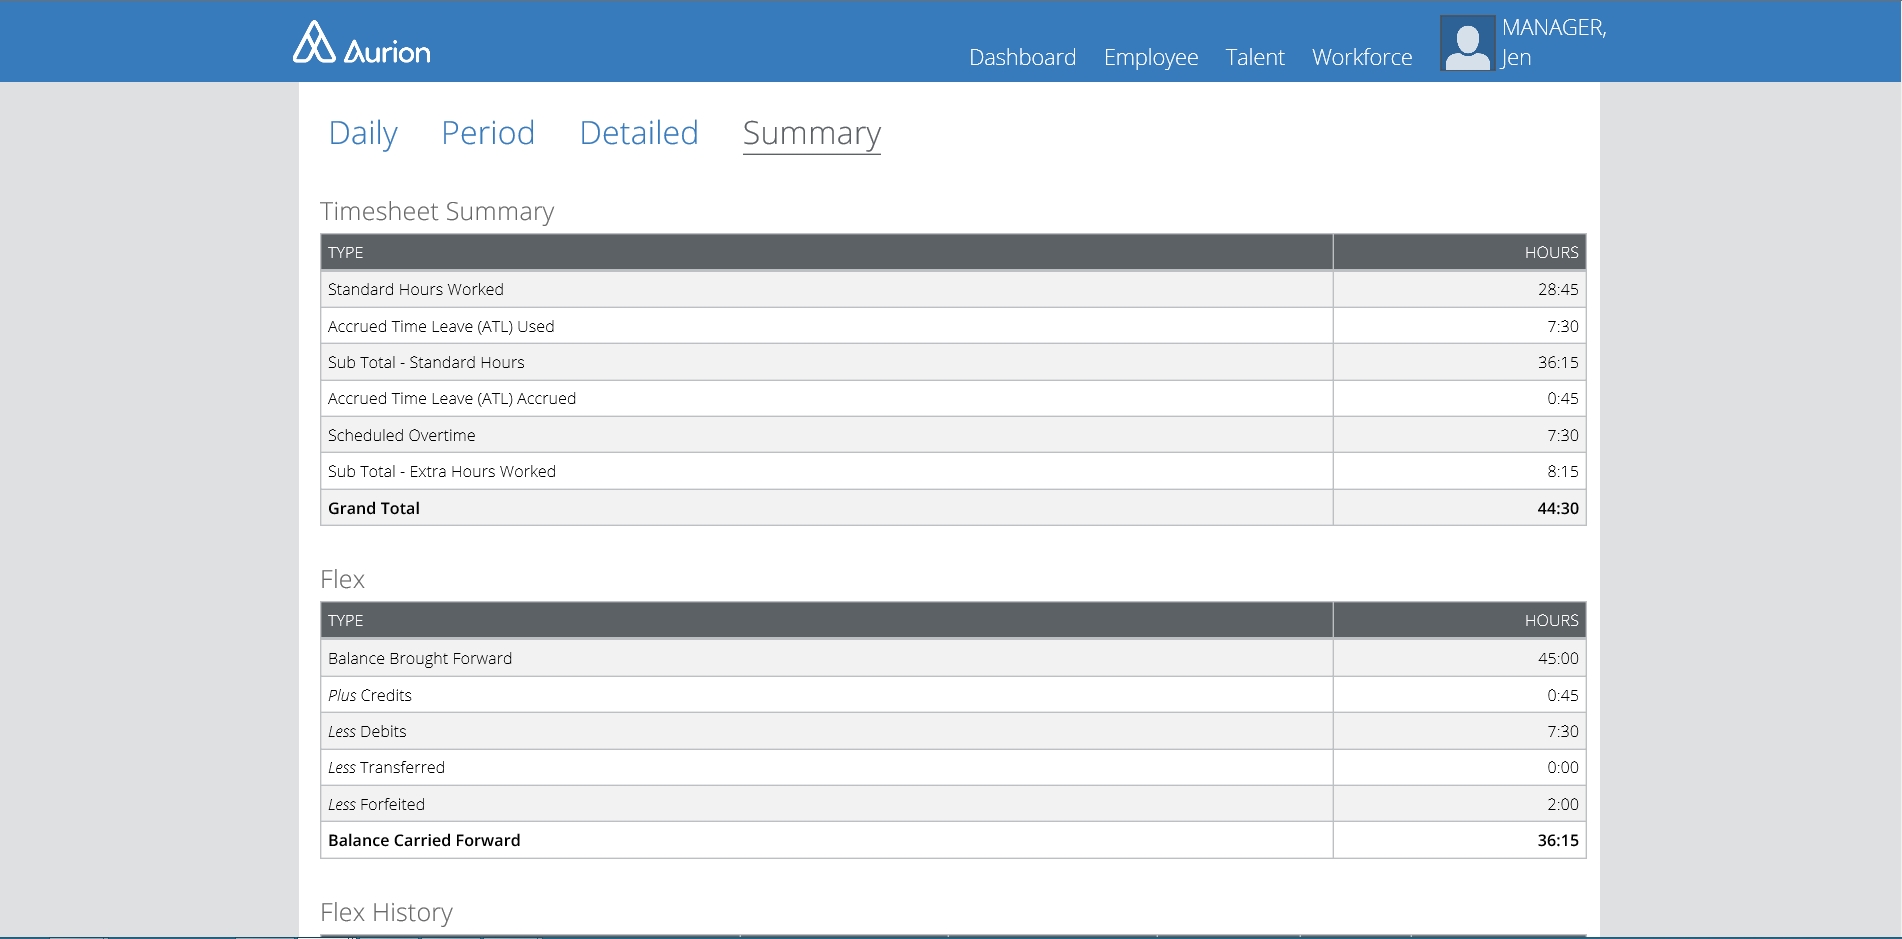 Aurion
Dashboard Employee Talent Workforce
MANAGER,
Jen
Daily Period Detailed Summary
Timesheet Summary
TYPE HOURS
Standard Hours Worked 28:45
Accrued Time Leave (ATL) Used 7:30
Sub Total - Standard Hours 36:15
Accrued Time Leave (ATL) Accrued 0:45
Scheduled Overtime 7:30
Sub Total - Extra Hours Worked 8:15
Grand Total 44:30
Flex
TYPE HOURS
Balance Brought Forward 45:00
Plus Credits 0:45
Less Debits 7:30
Less Transferred 0:00
Less Forfeited 2:00
Balance Carried Forward 36:15
Flex History